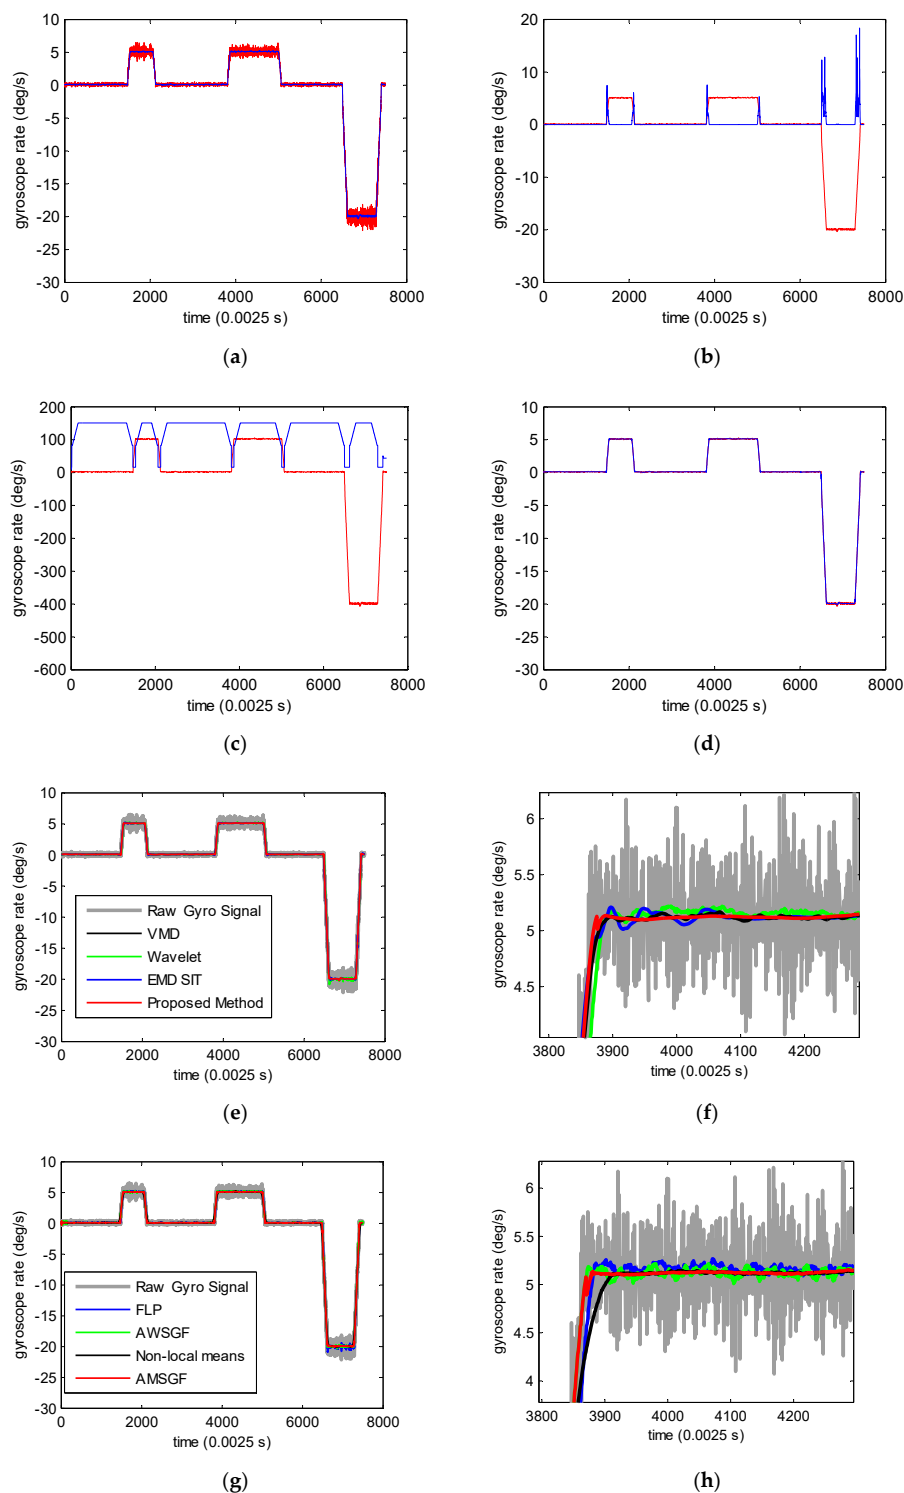 10
5
0
-5
-10
-15
-20
-25
-30
gyroscope rate (deg/s)
0 2000 4000 6000 8000
time (0.0025 s)
(a)
20
10
0
-10
-20
-30
gyroscope rate (deg/s)
0 2000 4000 6000 8000
time (0.0025 s)
(b)
200
100
0
-100
-200
-300
-400
-500
-600
gyroscope rate (deg/s)
0 2000 4000 6000 8000
time (0.0025 s)
(c)
10
5
0
-5
-10
-15
-20
-25
-30
gyroscope rate (deg/s)
0 2000 4000 6000 8000
time (0.0025 s)
(d)
10
5
0
-5
-10
-15
-20
-25
-30
gyroscope rate (deg/s)
Raw Gyro Signal
VMD
Wavelet
EMD SIT
Proposed Method
0 2000 4000 6000 8000
time (0.0025 s)
(e)
6
5.5
5
4.5
gyroscope rate (deg/s)
3800 3900 4000 4100 4200
time (0.0025 s)
(f)
10
5
0
-5
-10
-15
-20
-25
-30
gyroscope rate (deg/s)
Raw Gyro Signal
FLP
AWSGF
Non-local means
AMSGF
0 2000 4000 6000 8000
time (0.0025 s)
(g)
6
5.5
5
4.5
4
gyroscope rate (deg/s)
3800 3900 4000 4100 4200
time (0.0025 s)
(h)